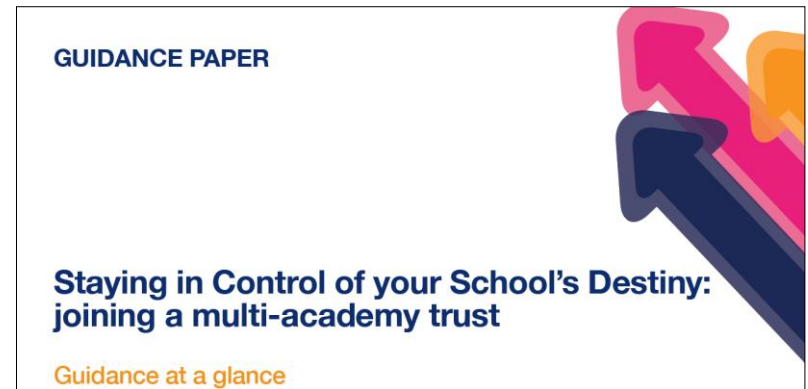 GUIDANCE PAPER
Staying in Control of your School's Destiny:
joining a multi-academy trust
Guidance at a glance